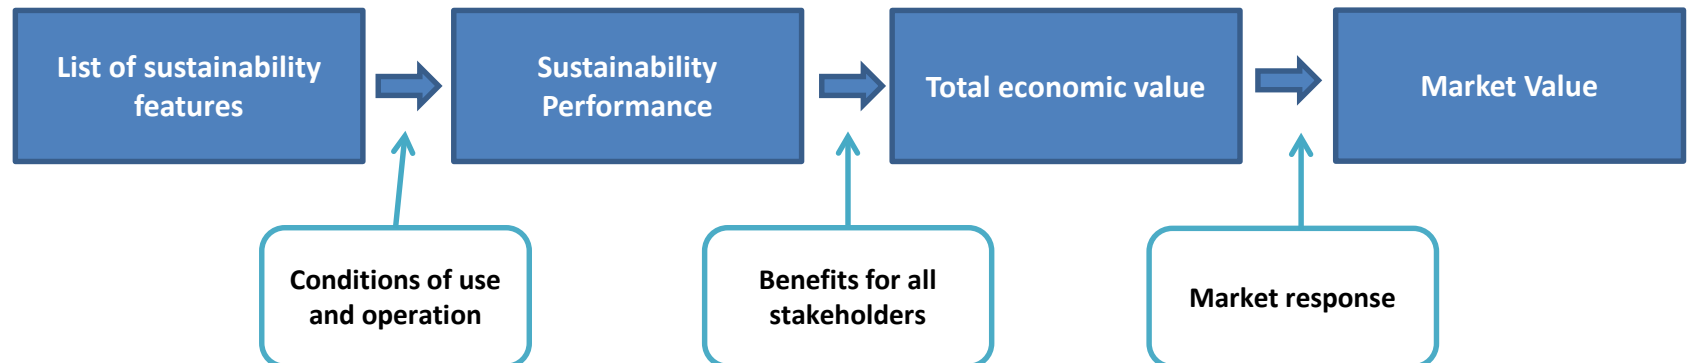 List of sustainability
features
Sustainability
Performance
Total economic value
Market Value
Conditions of use
and operation
Benefits for all
stakeholders
Market response